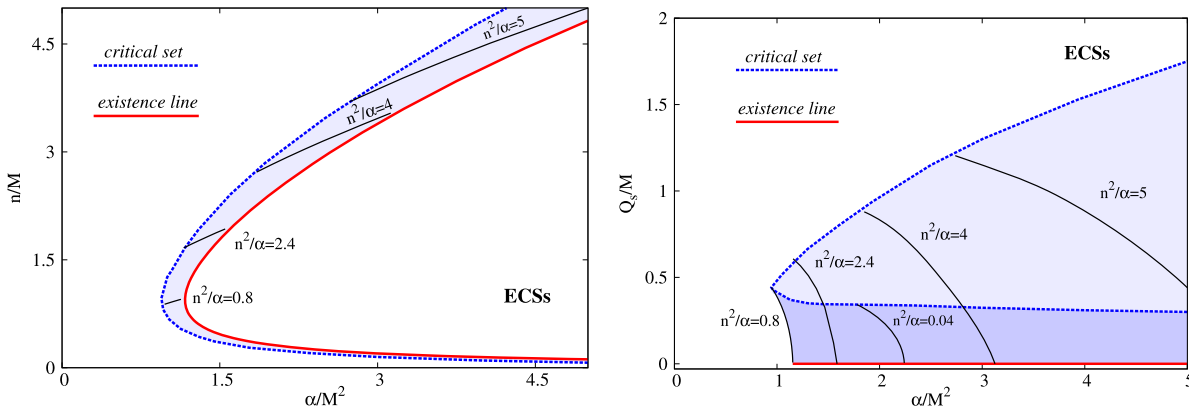 4.5
3
1.5
0
0
1.5
3
4.5
n/M
α/M²
critical set
existence line
n²/α=5
n²/α=4
n²/α=2.4
n²/α=0.8
ECSs
2
1.5
1
0.5
0
0
1
2
3
4
5
Q_s/M
α/M²
critical set
existence line
ECSs
n²/α=5
n²/α=4
n²/α=2.4
n²/α=0.8
n²/α=0.04